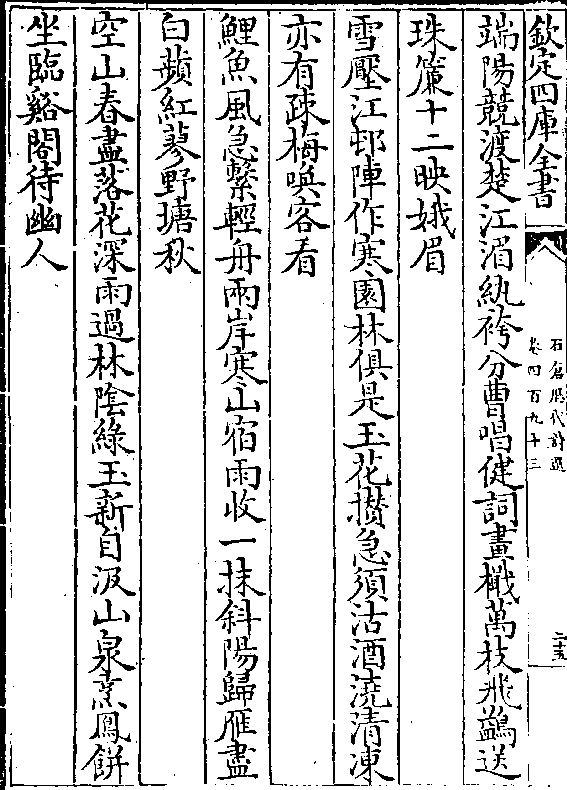 欽定四庫全書
石倉歷代詩選
卷四百九十三
三五
端陽競渡楚江湄紈袴分曹唱健詞畫檝萬枝飛鷁送
珠簾十二映娥眉
雪壓江邨陣作寒園林俱是玉花攅急須沽酒澆清凍
亦有疎梅喚客看
鯉魚風急繫輕舟兩岸寒山宿雨收一抹斜陽歸雁盡
白蘋紅蓼野塘秋
空山春盡落花深雨過林陰綠玉新自汲山泉烹鳳餅
坐臨谿閣待幽人